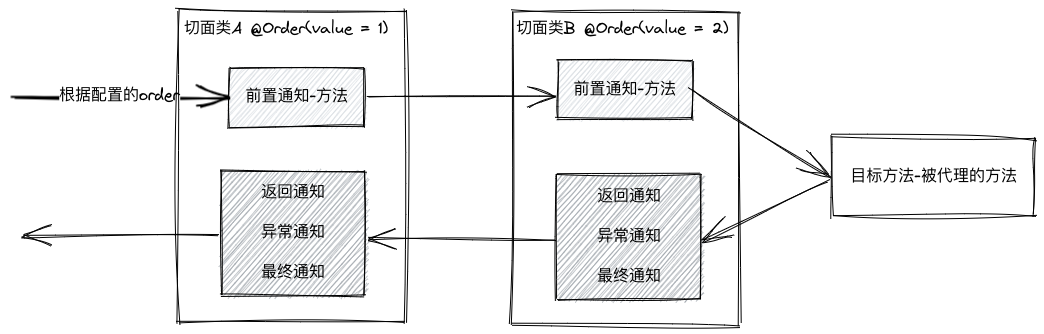 切面类A @Order(value = 1)
切面类B @Order(value = 2)
根据配置的order
前置通知-方法
前置通知-方法
目标方法-被代理的方法
返回通知
异常通知
最终通知
返回通知
异常通知
最终通知